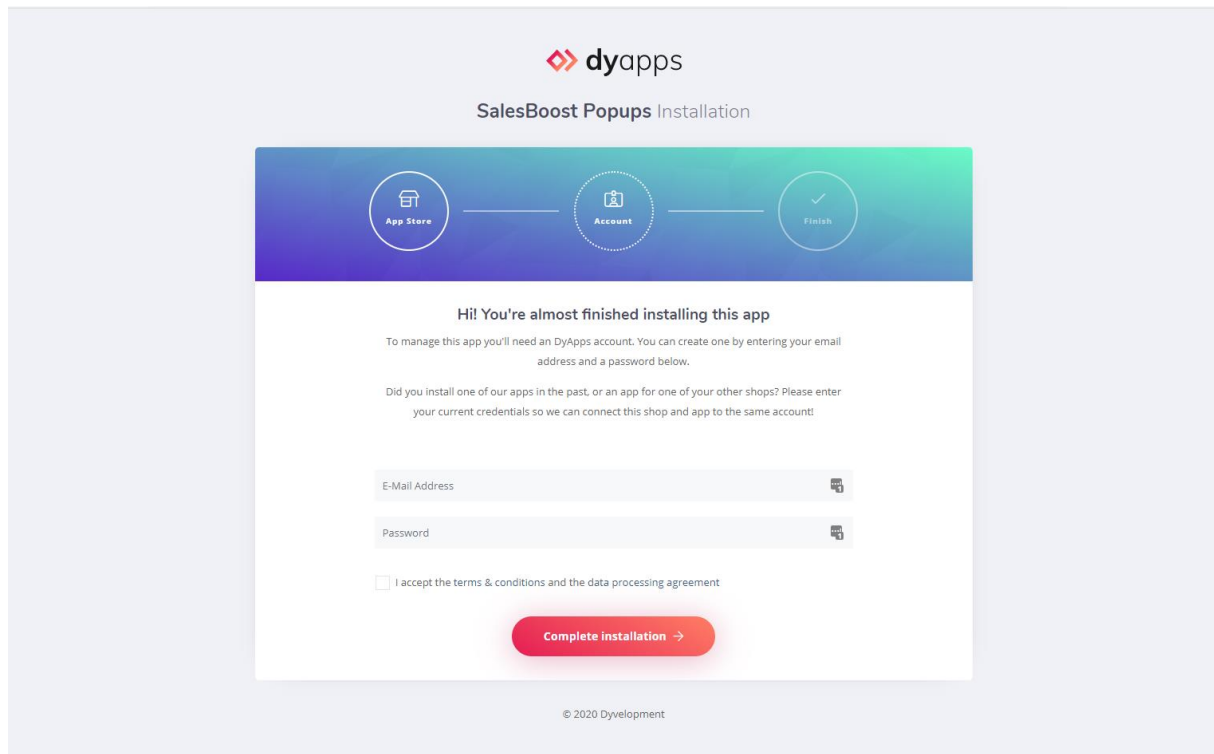 dyapps
SalesBoost Popups Installation
App Store
Account
Finish
Hi! You're almost finished installing this app
To manage this app you'll need an DyApps account. You can create one by entering your email
address and a password below.
Did you install one of our apps in the past, or an app for one of your other shops? Please enter
your current credentials so we can connect this shop and app to the same account!
E-Mail Address
1
Password
1
I accept the terms & conditions and the data processing agreement
Complete installation →
© 2020 Dyvelopment